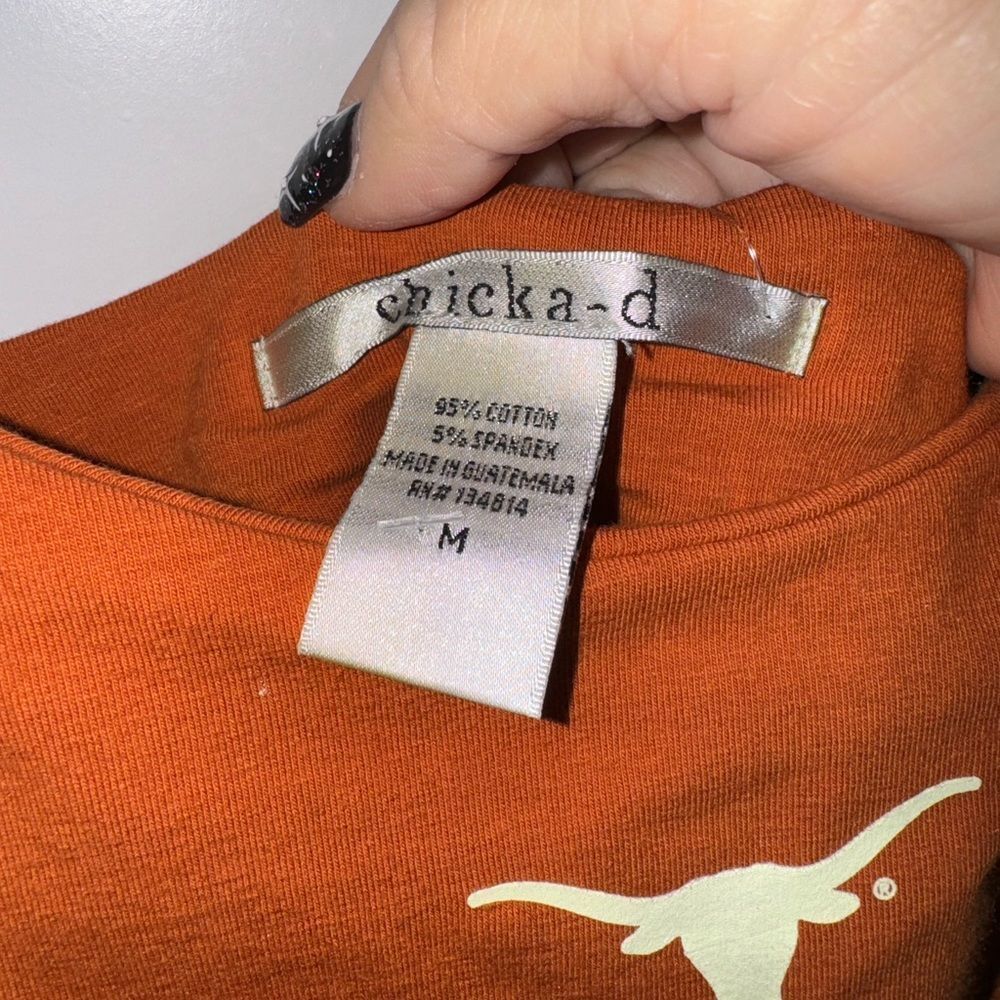 chicka-d
95% COTTON
5% SPANDEX
MADE IN GUATEMALA
RN# 134814
M
®